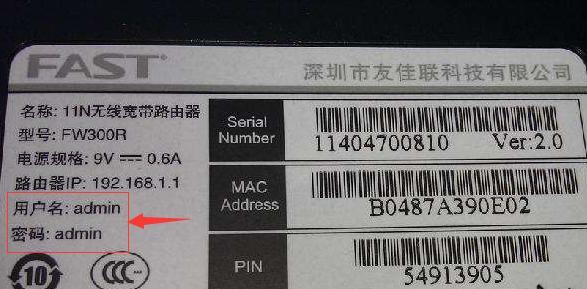 FAST
深圳市友佳联科技有限公司
名称: 11N无线宽带路由器
型号: FW300R
电源规格: 9V 0.6A
路由器IP: 192.168.1.1
用户名: admin
密码: admin
Serial Number
11404700810 Ver:2.0
MAC Address
B0487A390E02
PIN
54913905
10
CCC